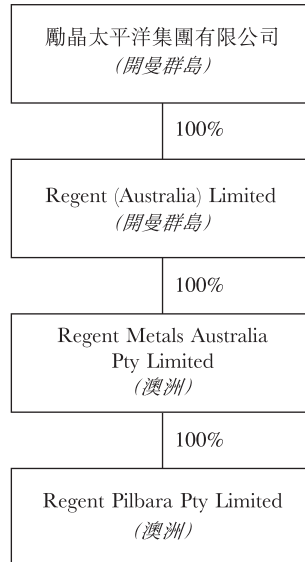 勵晶太平洋集團有限公司
(開曼群島)
100%
Regent (Australia) Limited
(開曼群島)
100%
Regent Metals Australia
Pty Limited
(澳洲)
100%
Regent Pilbara Pty Limited
(澳洲)